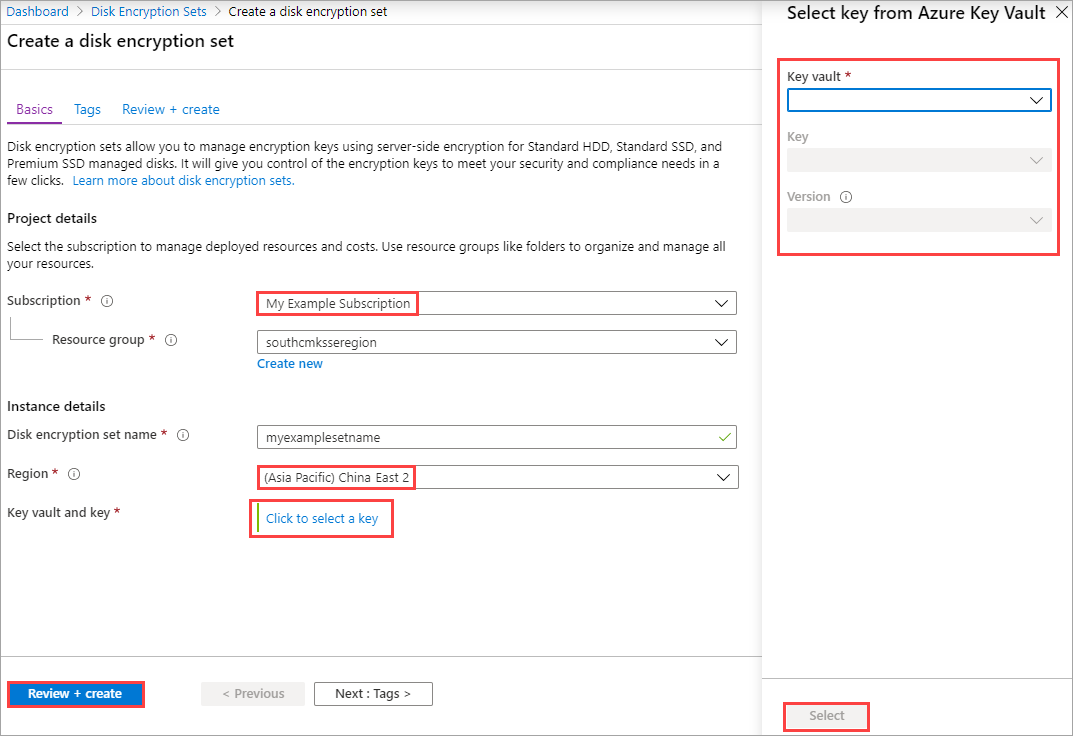 Dashboard > Disk Encryption Sets > Create a disk encryption set
Create a disk encryption set
Basics Tags Review + create
Disk encryption sets allow you to manage encryption keys using server-side encryption for Standard HDD, Standard SSD, and
Premium SSD managed disks. It will give you control of the encryption keys to meet your security and compliance needs in a
few clicks. Learn more about disk encryption sets.
Project details
Select the subscription to manage deployed resources and costs. Use resource groups like folders to organize and manage all
your resources.
Subscription *
My Example Subscription
Resource group *
southcmksseregion
Create new
Instance details
Disk encryption set name *
myexamplesetname
Region *
(Asia Pacific) China East 2
Key vault and key *
Click to select a key
Review + create
< Previous
Next : Tags >
Select key from Azure Key Vault
Key vault *
Key
Version
Select